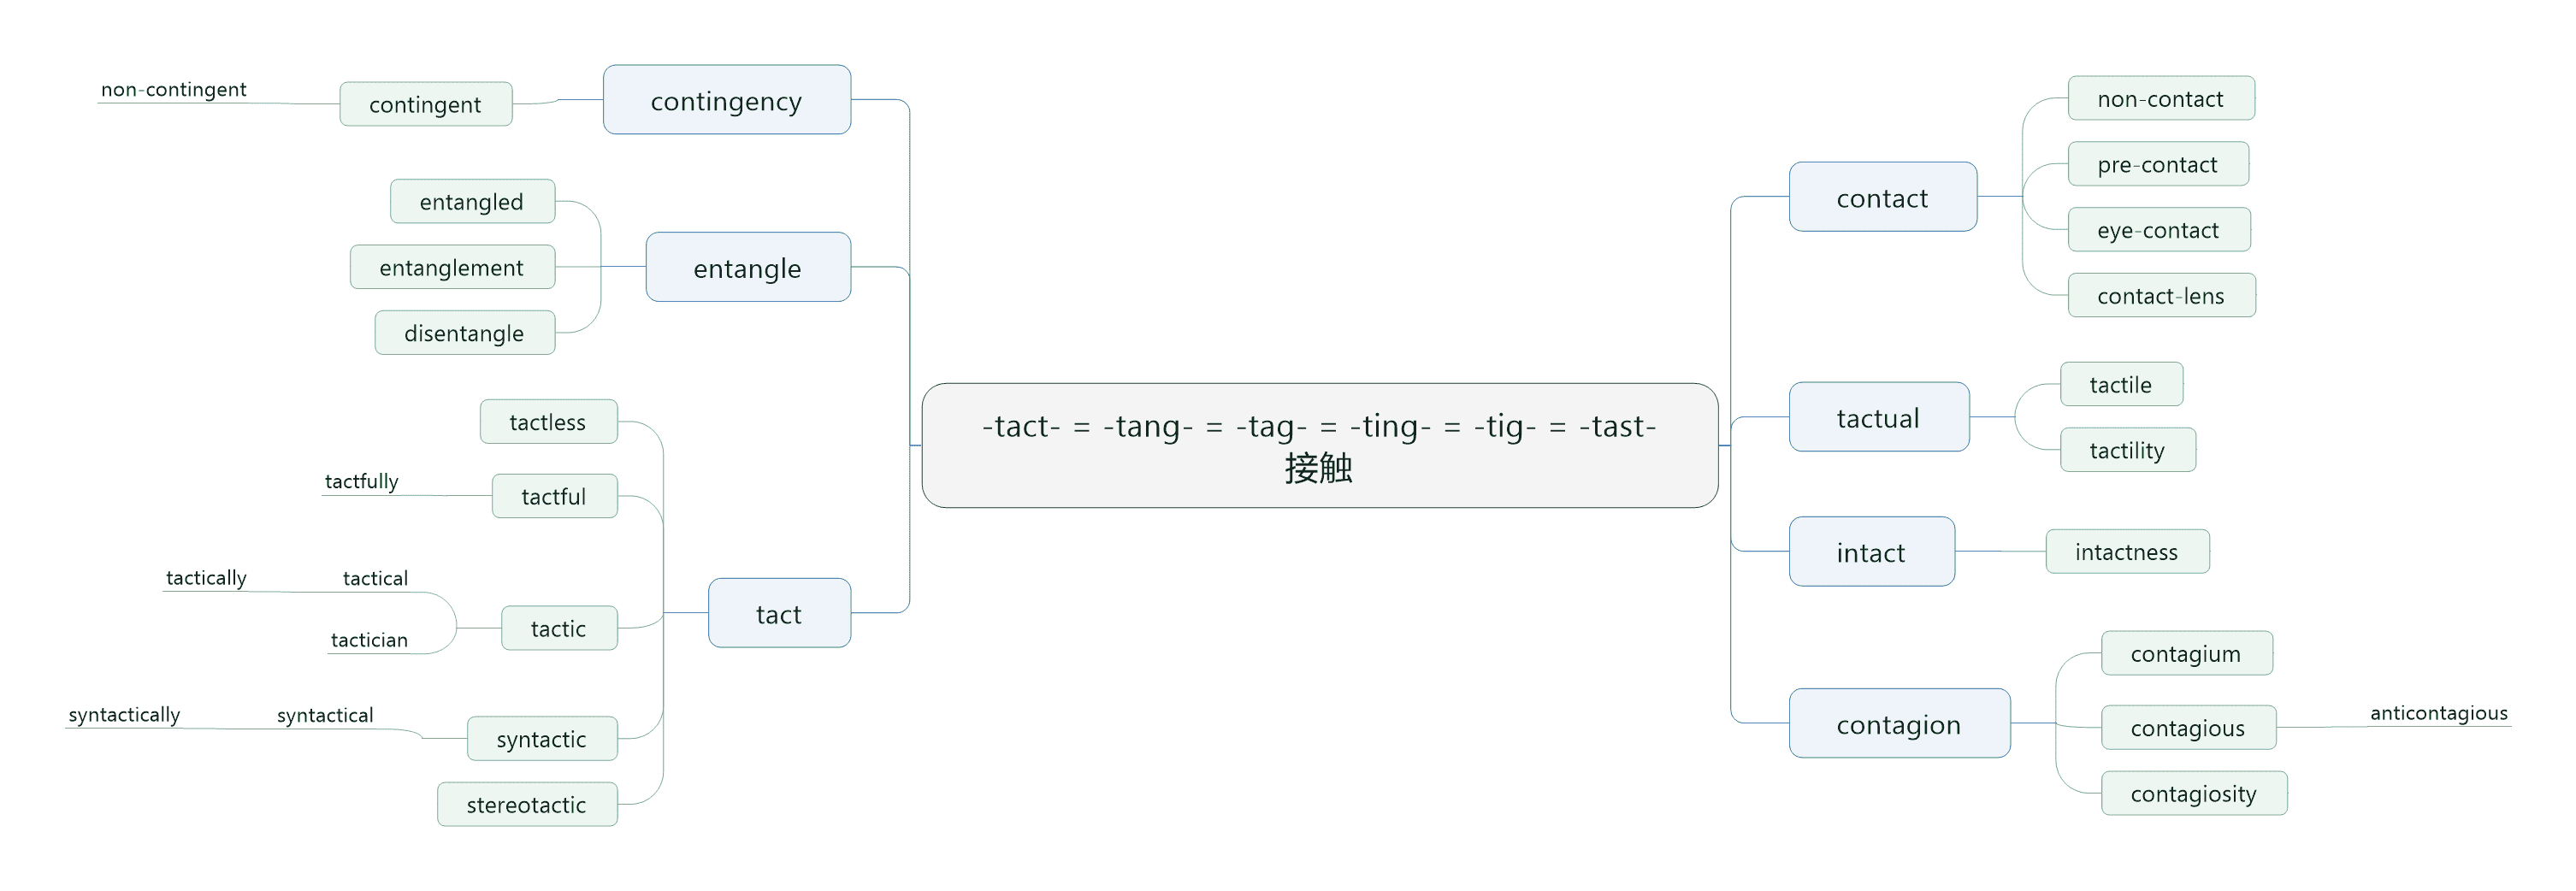 -tact- = -tang- = -tag- = -ting- = -tig- = -tast-
接触
contact
non-contact
pre-contact
eye-contact
contact-lens
tactual
tactile
tactility
intact
intactness
contagion
contagium
contagious
anticontagious
contagiosity
contingency
contingent
non-contingent
entangle
entangled
entanglement
disentangle
tact
tactless
tactful
tactfully
tactic
tactical
tactically
tactician
syntactic
syntactical
syntactically
stereotactic